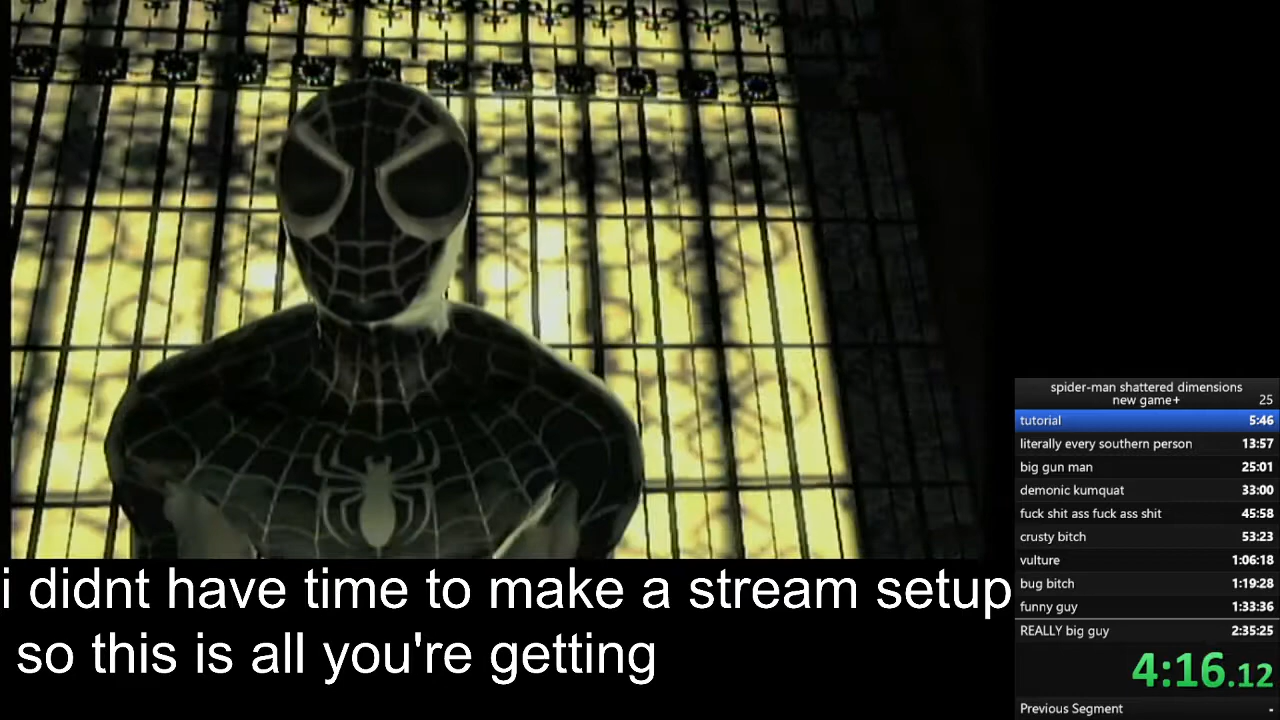 spider-man shattered dimensions
new game+ 25
tutorial 5:46
literally every southern person 13:57
big gun man 25:01
demonic kumquat 33:00
fuck shit ass fuck ass shit 45:58
crusty bitch 53:23
vulture 1:06:18
bug bitch 1:19:28
funny guy 1:33:36
REALLY big guy 2:35:25
4:16.12
Previous Segment -
i didnt have time to make a stream setup
so this is all you're getting